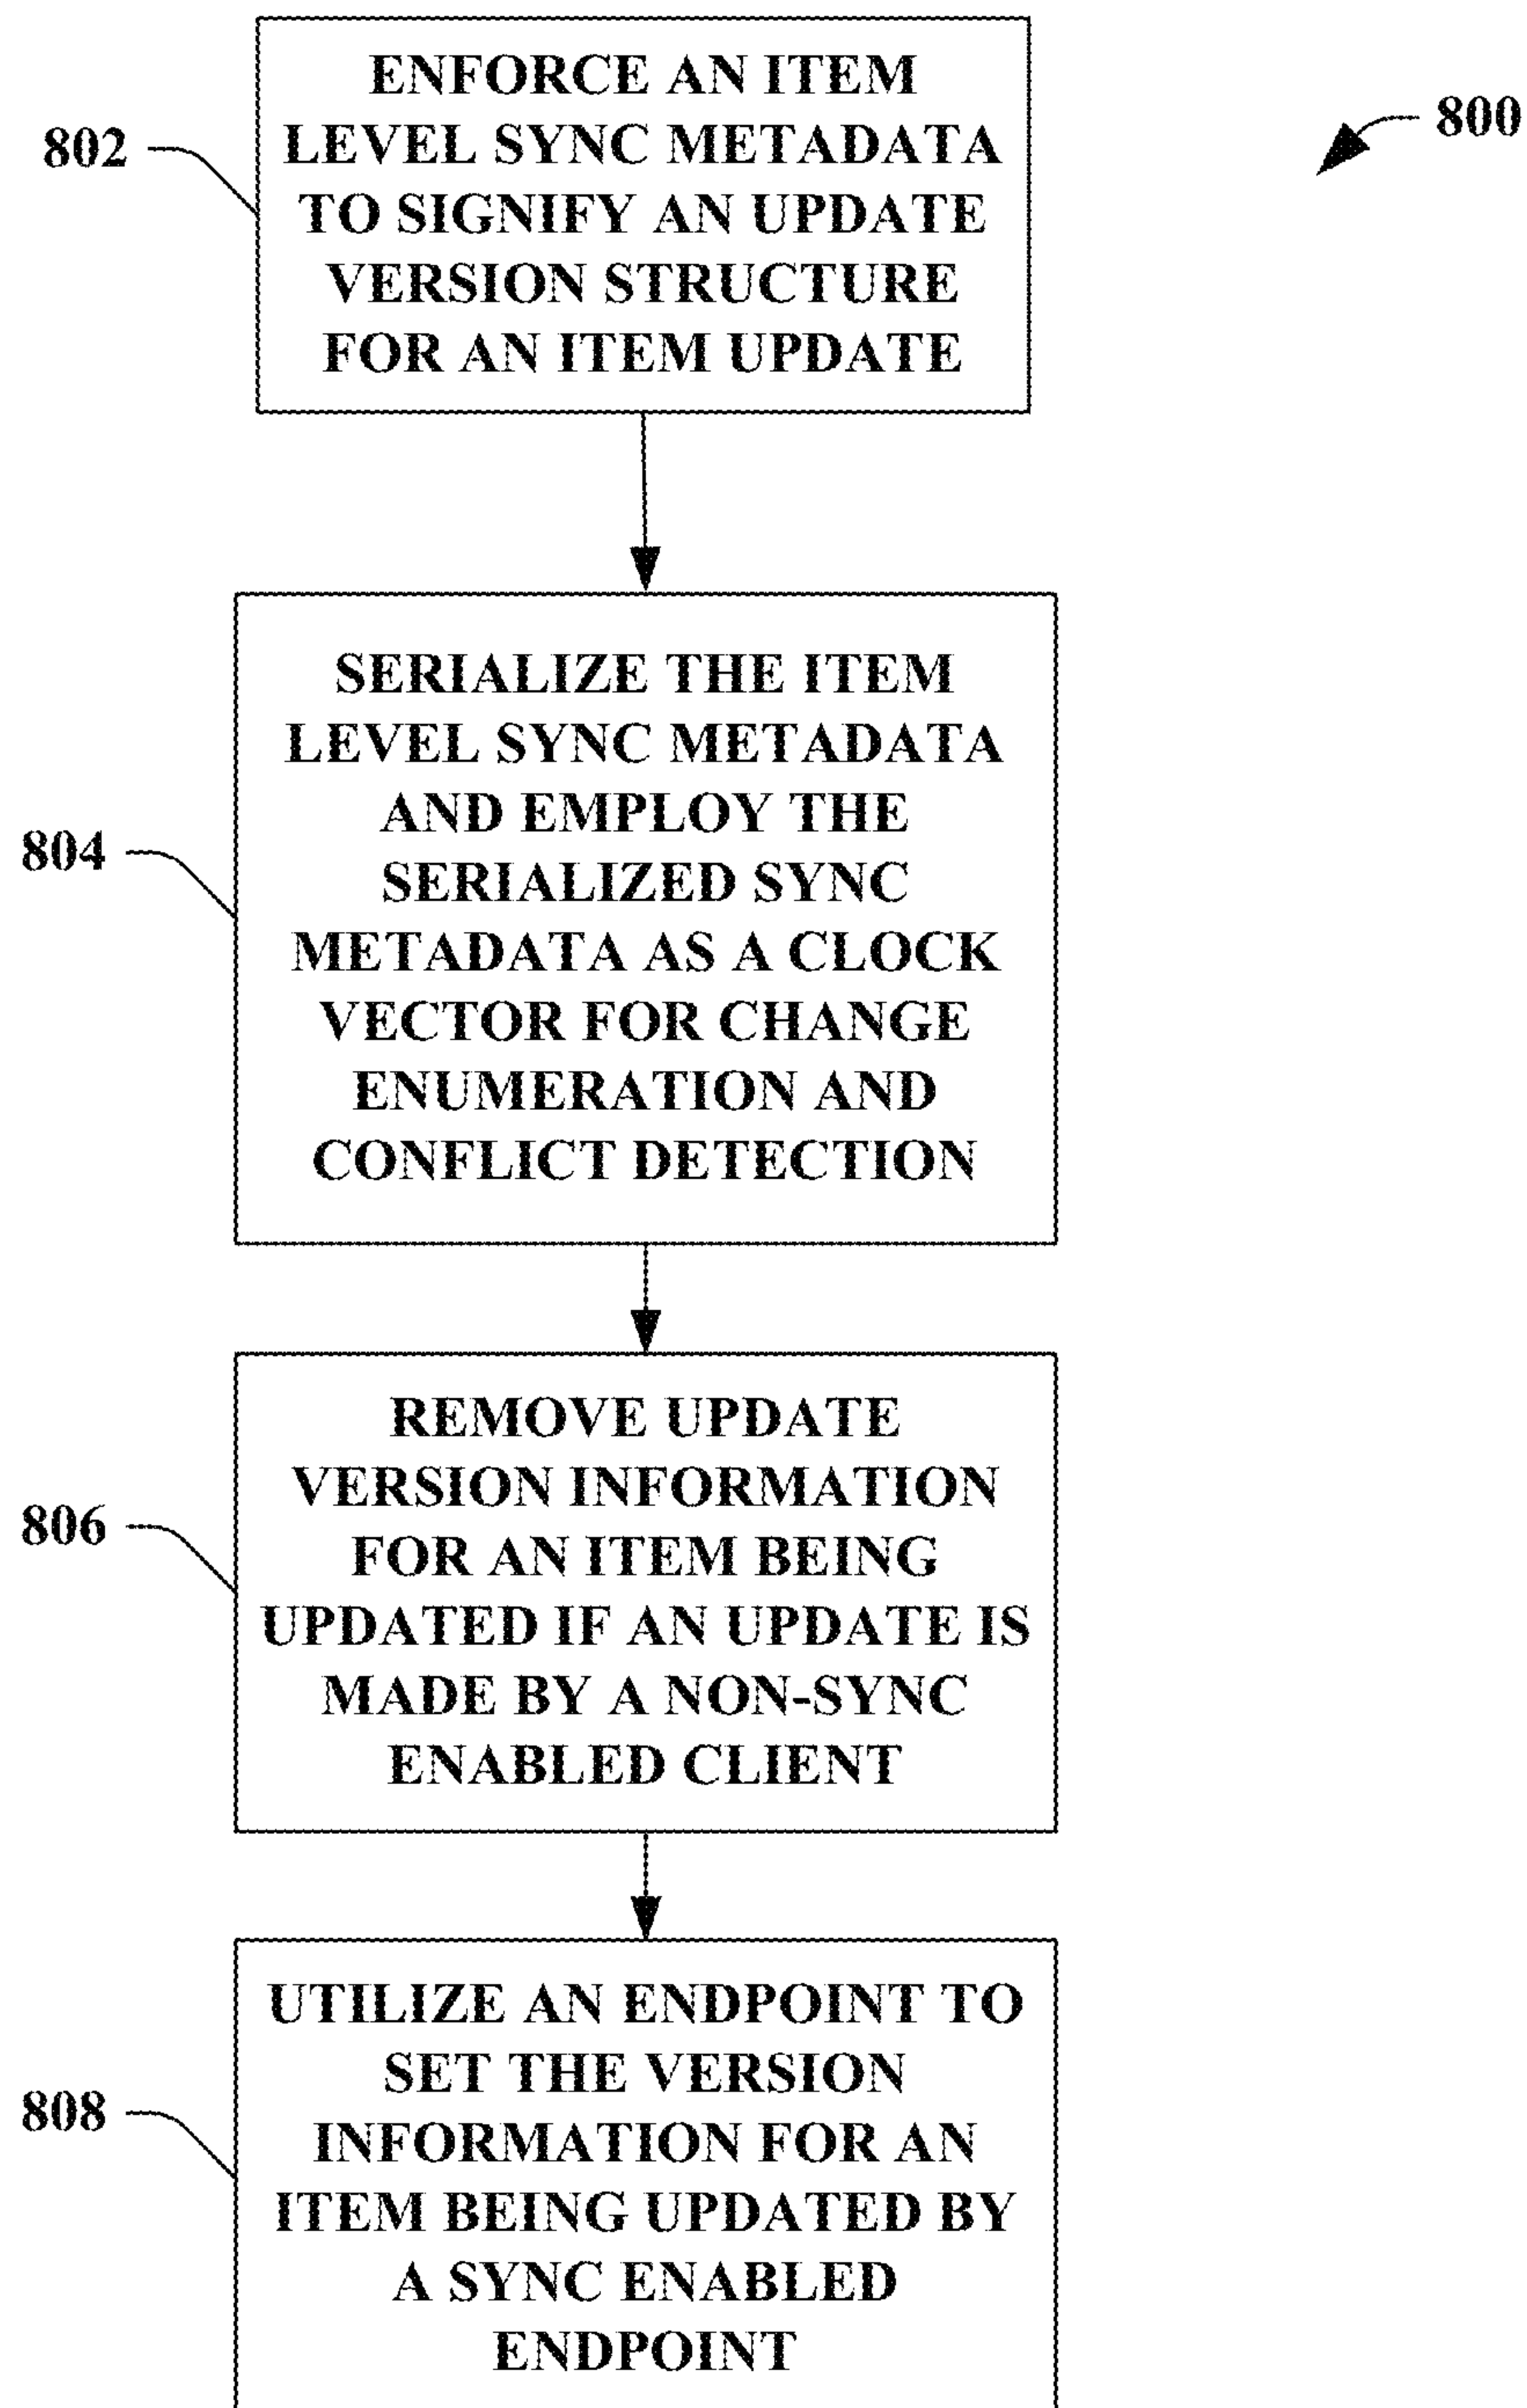 800
802
ENFORCE AN ITEM
LEVEL SYNC METADATA
TO SIGNIFY AN UPDATE
VERSION STRUCTURE
FOR AN ITEM UPDATE
804
SERIALIZE THE ITEM
LEVEL SYNC METADATA
AND EMPLOY THE
SERIALIZED SYNC
METADATA AS A CLOCK
VECTOR FOR CHANGE
ENUMERATION AND
CONFLICT DETECTION
806
REMOVE UPDATE
VERSION INFORMATION
FOR AN ITEM BEING
UPDATED IF AN UPDATE IS
MADE BY A NON-SYNC
ENABLED CLIENT
808
UTILIZE AN ENDPOINT TO
SET THE VERSION
INFORMATION FOR AN
ITEM BEING UPDATED BY
A SYNC ENABLED
ENDPOINT